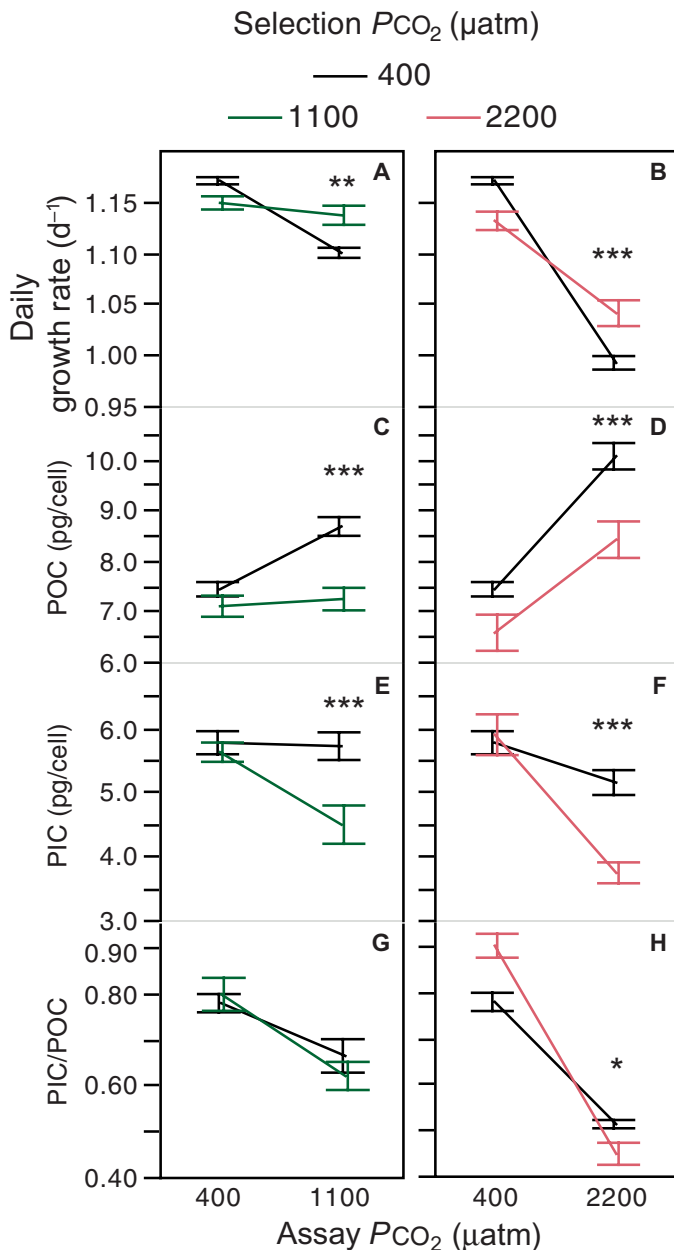 Selection PCO₂ (µatm)
400
1100 2200
A
**
B
***
1.15
1.10
1.05
1.00
0.95
Daily
growth rate (d⁻¹)
C
***
D
***
10.0
9.0
8.0
7.0
6.0
POC (pg/cell)
E
***
F
***
6.0
5.0
4.0
3.0
PIC (pg/cell)
G
H
*
0.90
0.80
0.60
0.40
PIC/POC
400 1100 400 2200
Assay PCO₂ (µatm)